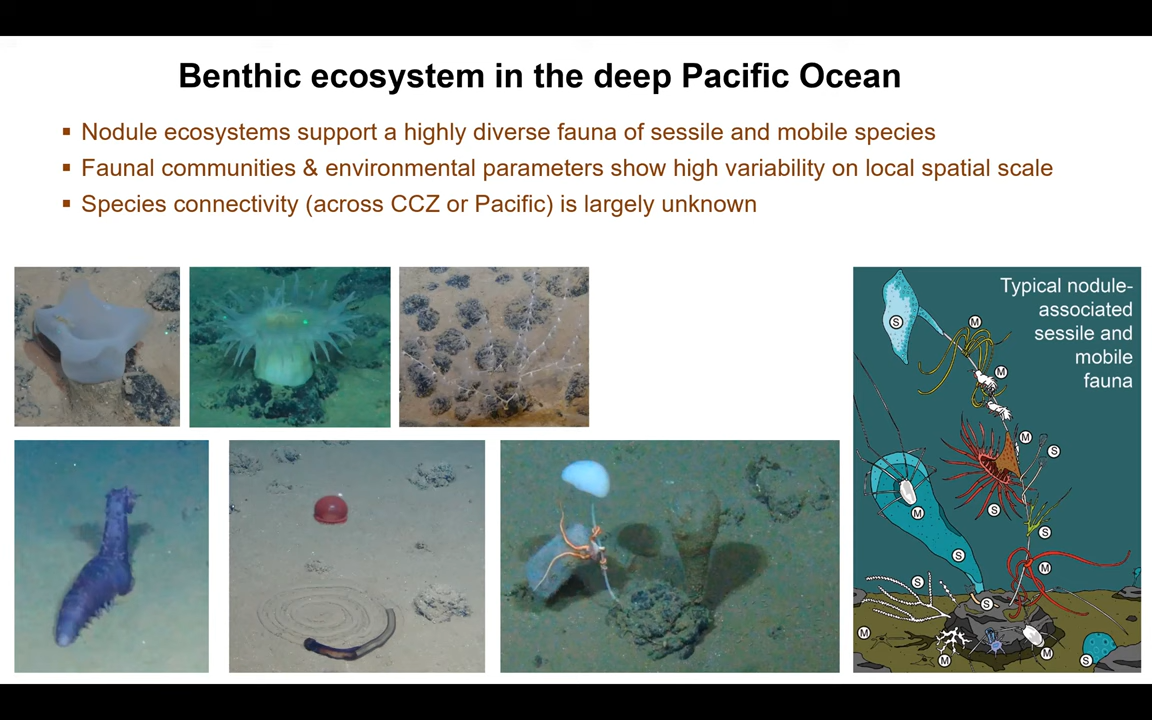 Benthic ecosystem in the deep Pacific Ocean
▪ Nodule ecosystems support a highly diverse fauna of sessile and mobile species
▪ Faunal communities & environmental parameters show high variability on local spatial scale
▪ Species connectivity (across CCZ or Pacific) is largely unknown
Typical nodule-
associated
sessile and
mobile
fauna
S
M
M
M
S
M
S
S
S
M
S
S
M
M
M
S